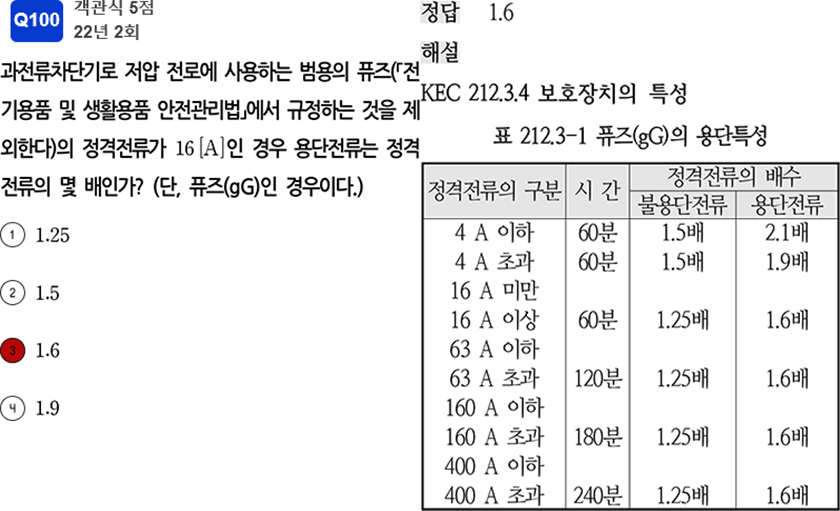 Q100
객관식 5점
22년 2회
과전류차단기로 저압 전로에 사용하는 범용의 퓨즈(「전
기용품 및 생활용품 안전관리법」에서 규정하는 것을 제
외한다)의 정격전류가 16[A]인 경우 용단전류는 정격
전류의 몇 배인가? (단, 퓨즈(gG)인 경우이다.)
1 1.25
2 1.5
3 1.6
4 1.9
정답 1.6
해설
KEC 212.3.4 보호장치의 특성
표 212.3-1 퓨즈(gG)의 용단특성
정격전류의 구분 시 간 정격전류의 배수
불용단전류 용단전류
4 A 이하 60분 1.5배 2.1배
4 A 초과 60분 1.5배 1.9배
16 A 미만
16 A 이상 60분 1.25배 1.6배
63 A 이하
63 A 초과 120분 1.25배 1.6배
160 A 이하
160 A 초과 180분 1.25배 1.6배
400 A 이하
400 A 초과 240분 1.25배 1.6배